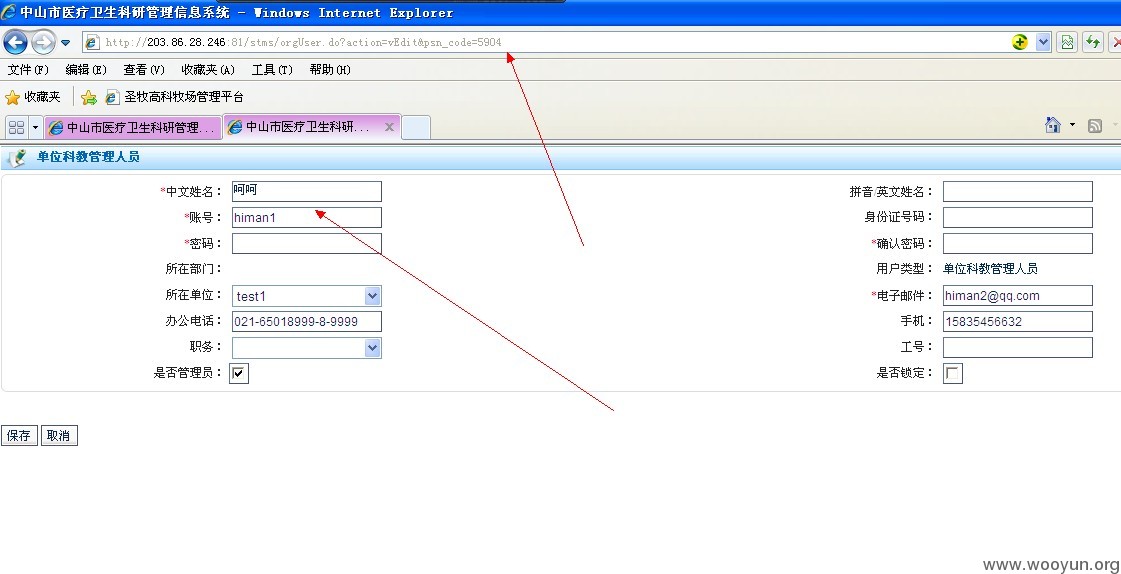 中山市医疗卫生科研管理信息系统 - Windows Internet Explorer
http://203.86.28.246:81/stms/orgUser.do?action=vEdit&psn_code=5904
文件(F) 编辑(E) 查看(V) 收藏夹(A) 工具(T) 帮助(H)
收藏夹 圣牧高科牧场管理平台
中山市医疗卫生科研管理... 中山市医疗卫生科研...
单位科教管理人员
*中文姓名： 呵呵 拼音/英文姓名：
*账号： himan1 身份证号码：
*密码： *确认密码：
所在部门： 用户类型： 单位科教管理人员
所在单位： test1 *电子邮件： himan2@qq.com
办公电话： 021-65018999-8-9999 手机： 15835456632
职务： 工号：
是否管理员： 是否锁定：
保存 取消
www.wooyun.org